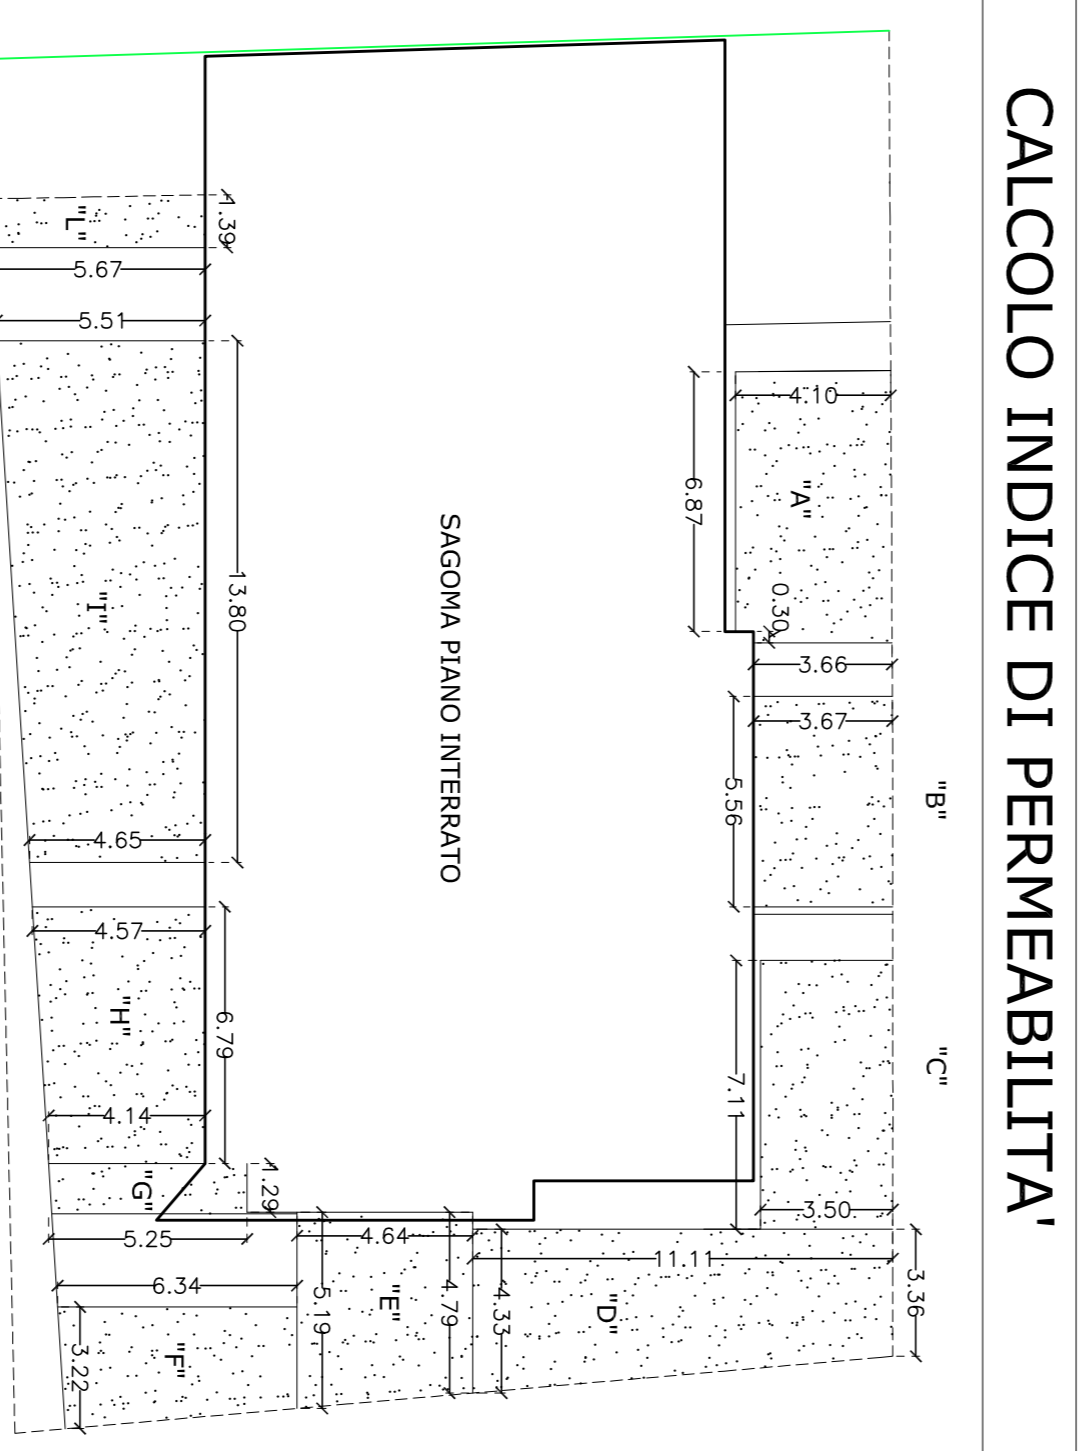 CALCOLO INDICE DI PERMEABILITA'
1.39
"L"
5.67
5.51
4.10
6.87
"A"
0.30
13.80
"I"
SAGOMA PIANO INTERRATO
3.66
3.67
5.56
"B"
4.65
4.57
"H"
6.79
7.11
"C"
4.14
"G"
1.29
3.50
5.25
4.64
11.11
3.36
6.34
5.19
"E"
4.79
4.33
"D"
3.22
"F"